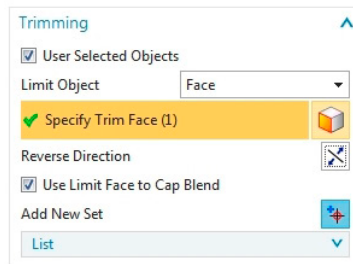 Trimming
User Selected Objects
Limit Object Face
Specify Trim Face (1)
Reverse Direction
Use Limit Face to Cap Blend
Add New Set
List